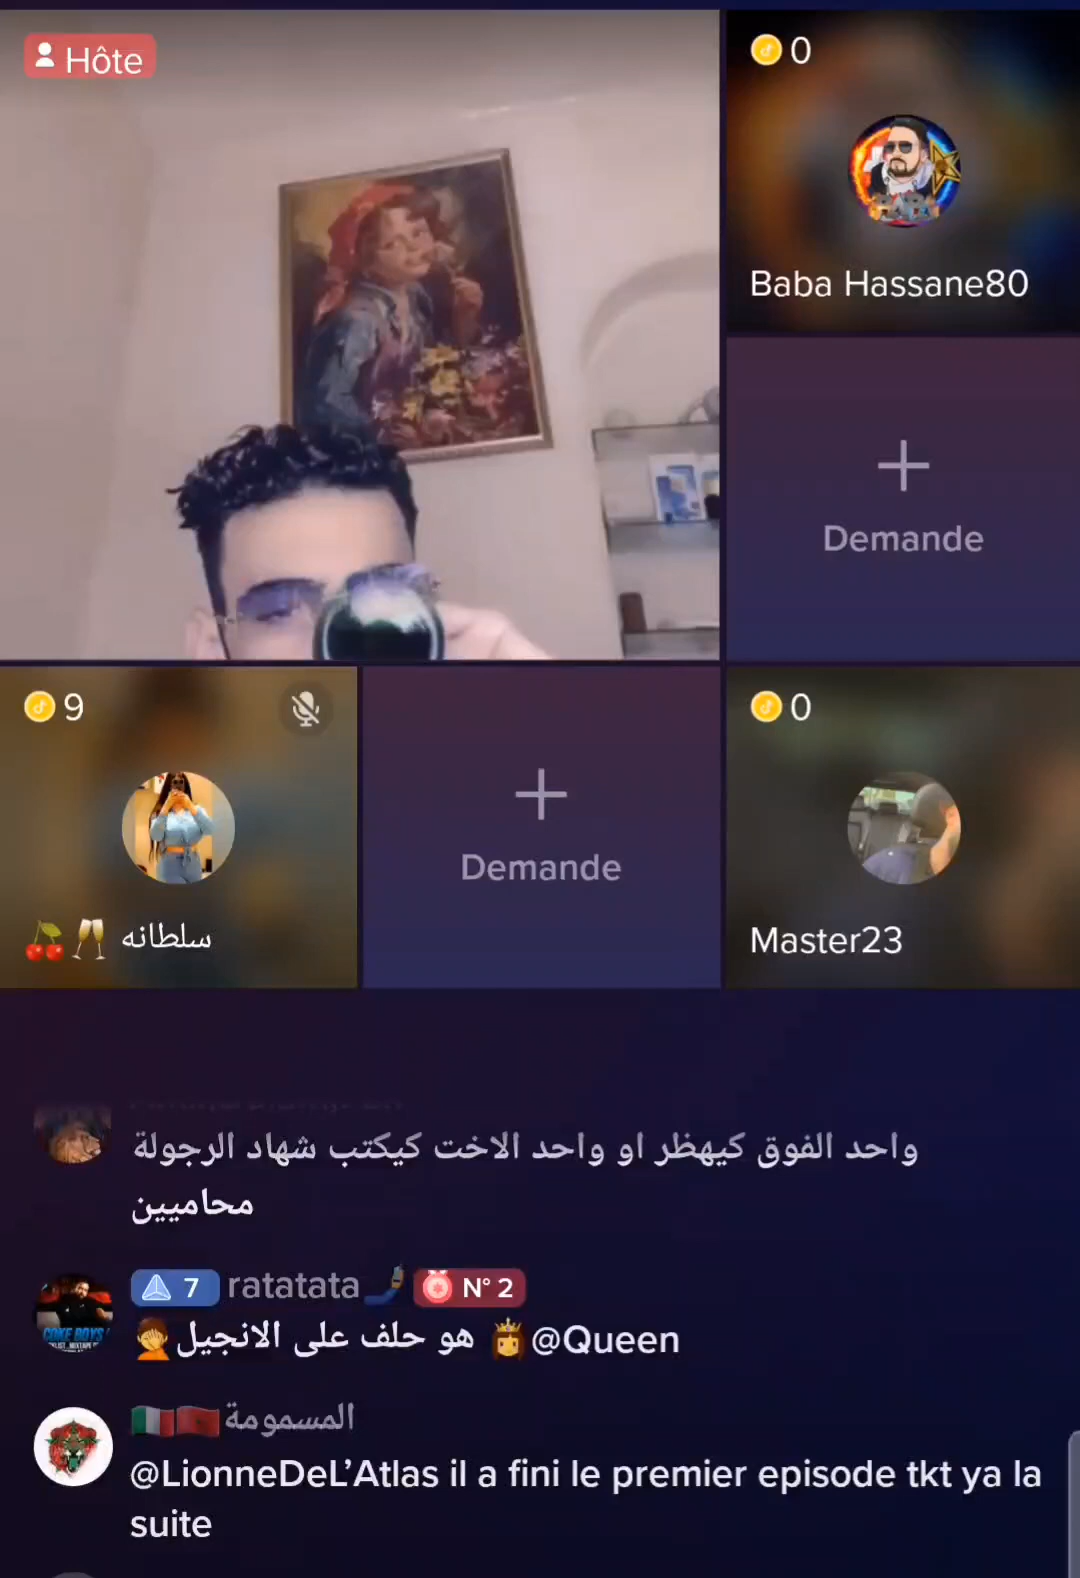 Hôte
0
Baba Hassane80
Demande
9
0
🍒🥂 سلطانه
Demande
Master23
واحد الفوق كيهظر او واحد الاخت كيكتب شهاد الرجولة
محاميين
7 ratatata🤳 N° 2
@Queen👸 هو حلف على الانجيل🤦
🇮🇹🇲🇦المسمومة
@LionneDeL’Atlas il a fini le premier episode tkt ya la
suite
COKE BOYS